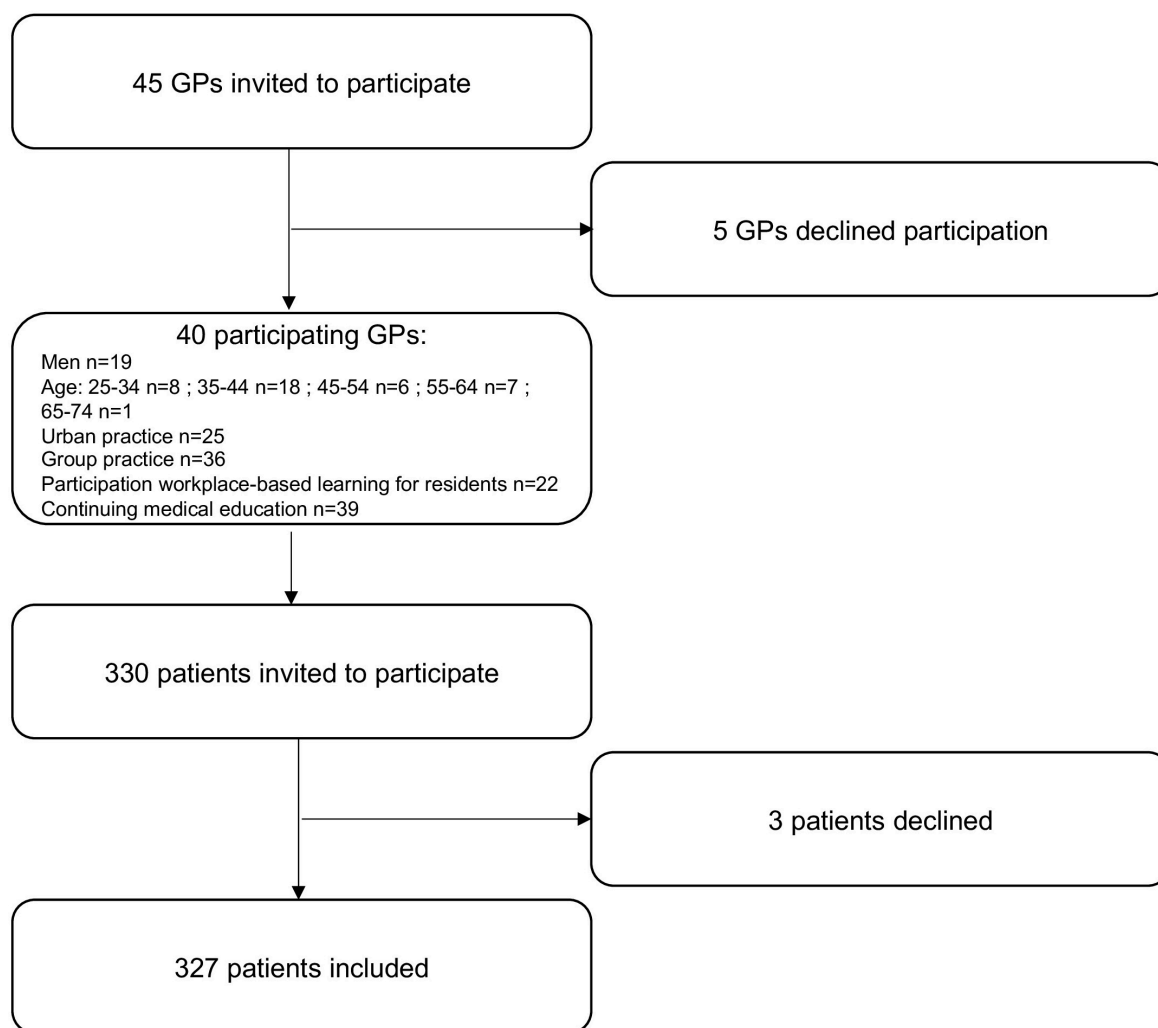 45 GPs invited to participate
5 GPs declined participation
40 participating GPs:
Men n=19
Age: 25-34 n=8 ; 35-44 n=18 ; 45-54 n=6 ; 55-64 n=7 ;
65-74 n=1
Urban practice n=25
Group practice n=36
Participation workplace-based learning for residents n=22
Continuing medical education n=39
330 patients invited to participate
3 patients declined
327 patients included